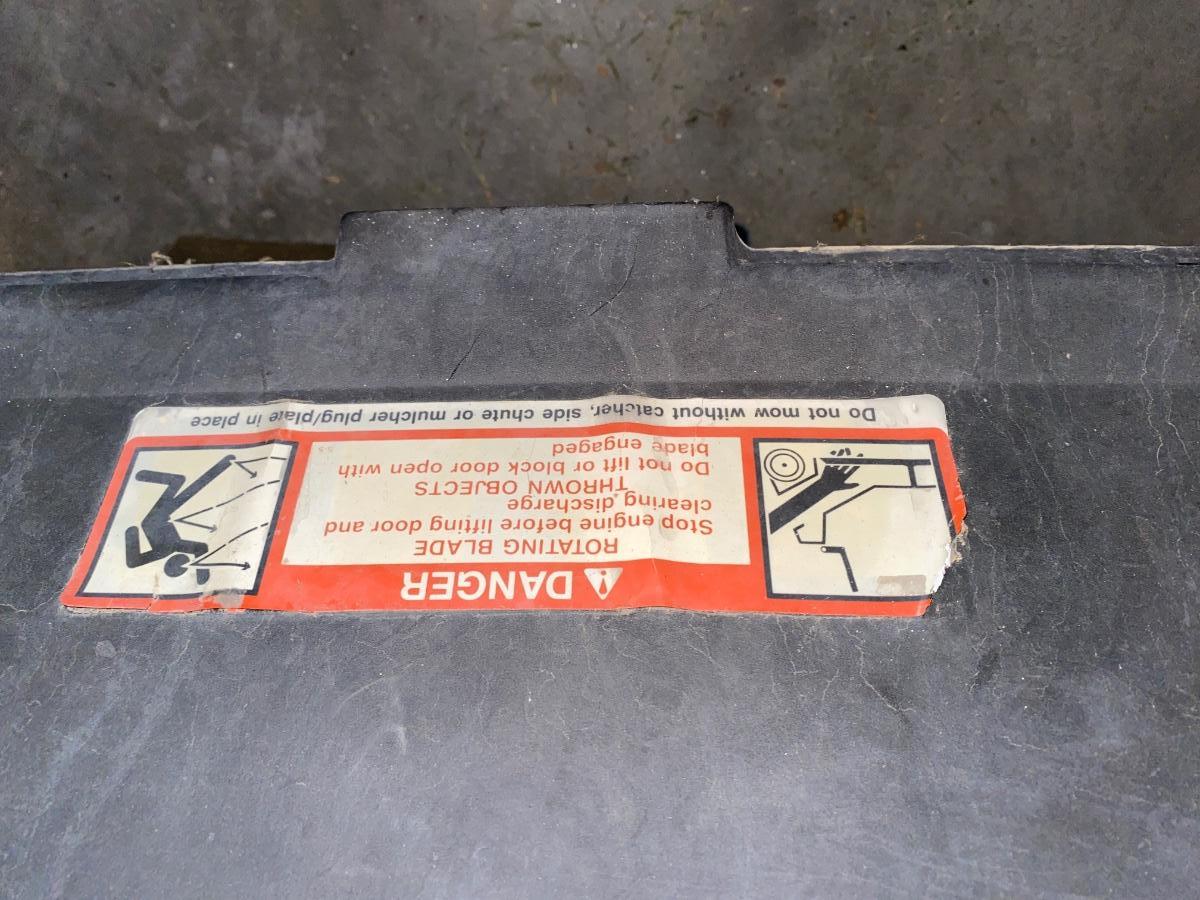 DANGER
ROTATING BLADE
Stop engine before lifting door and
clearing discharge
THROWN OBJECTS
Do not lift or block door open with
blade engaged
Do not mow without catcher, side chute or mulcher plug/plate in place